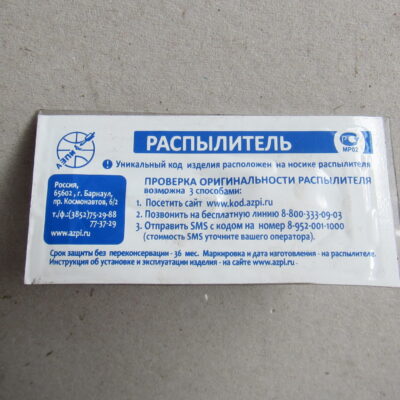 АЗПИ
РАСПЫЛИТЕЛЬ
МР02
Уникальный код изделия расположен на носике распылителя
Россия,
65602 , г. Барнаул,
пр. Космонавтов, 6/2
т./ф.:(3852)75-29-88
77-37-29
www.azpi.ru
ПРОВЕРКА ОРИГИНАЛЬНОСТИ РАСПЫЛИТЕЛЯ
возможна 3 способами:
1. Посетить сайт www.kod.azpi.ru
2. Позвонить на бесплатную линию 8-800-333-09-03
3. Отправить SMS с кодом на номер 8-952-001-1000
(стоимость SMS уточните вашего оператора).
Срок защиты без переконсервации - 36 мес. Маркировка и дата изготовления - на распылителе.
Инструкция об установке и эксплуатации изделия - на сайте www.azpi.ru